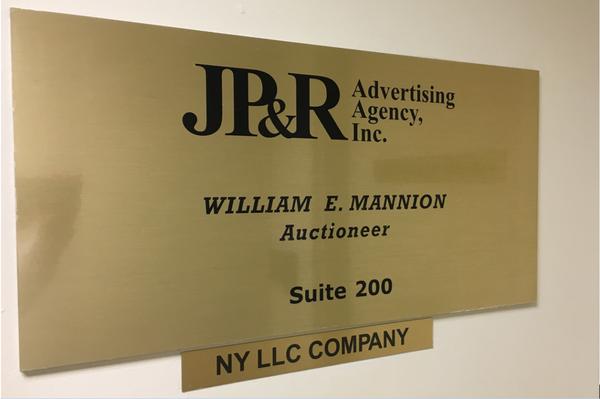 JP&R Advertising
Agency,
Inc.
WILLIAM E. MANNION
Auctioneer
Suite 200
NY LLC COMPANY